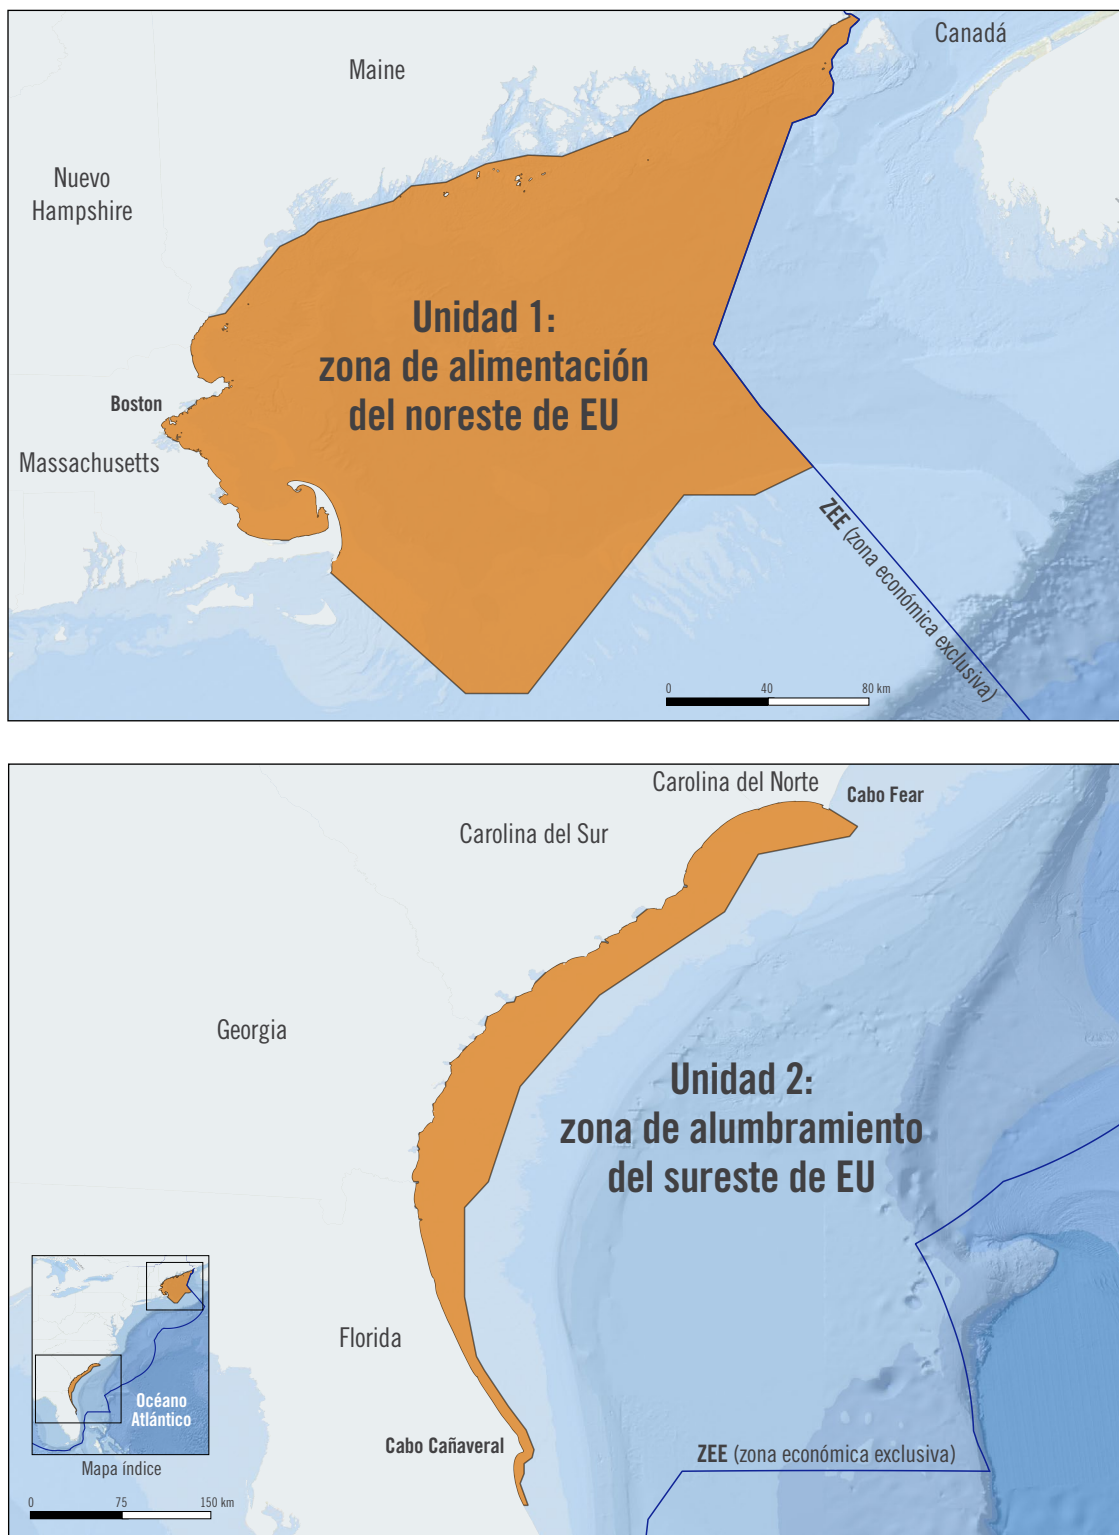 Canadá
Maine
Nuevo
Hampshire
Unidad 1:
zona de alimentación
del noreste de EU
Boston
Massachusetts
ZEE (zona económica exclusiva)
0 40 80 km
Carolina del Norte
Cabo Fear
Carolina del Sur
Georgia
Unidad 2:
zona de alumbramiento
del sureste de EU
Florida
Océano
Atlántico
Cabo Cañaveral
ZEE (zona económica exclusiva)
Mapa índice
0 75 150 km